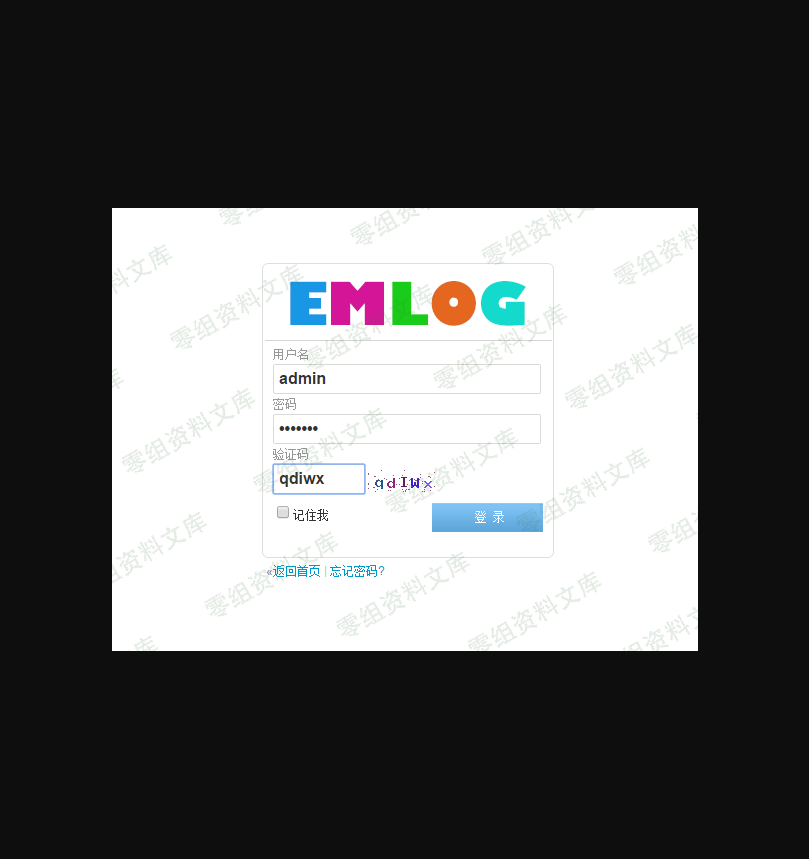 EMLOG
用户名
admin
密码
•••••••
验证码
qdiwx qdIWx
记住我 登 录
«返回首页 | 忘记密码?
零组资料文库